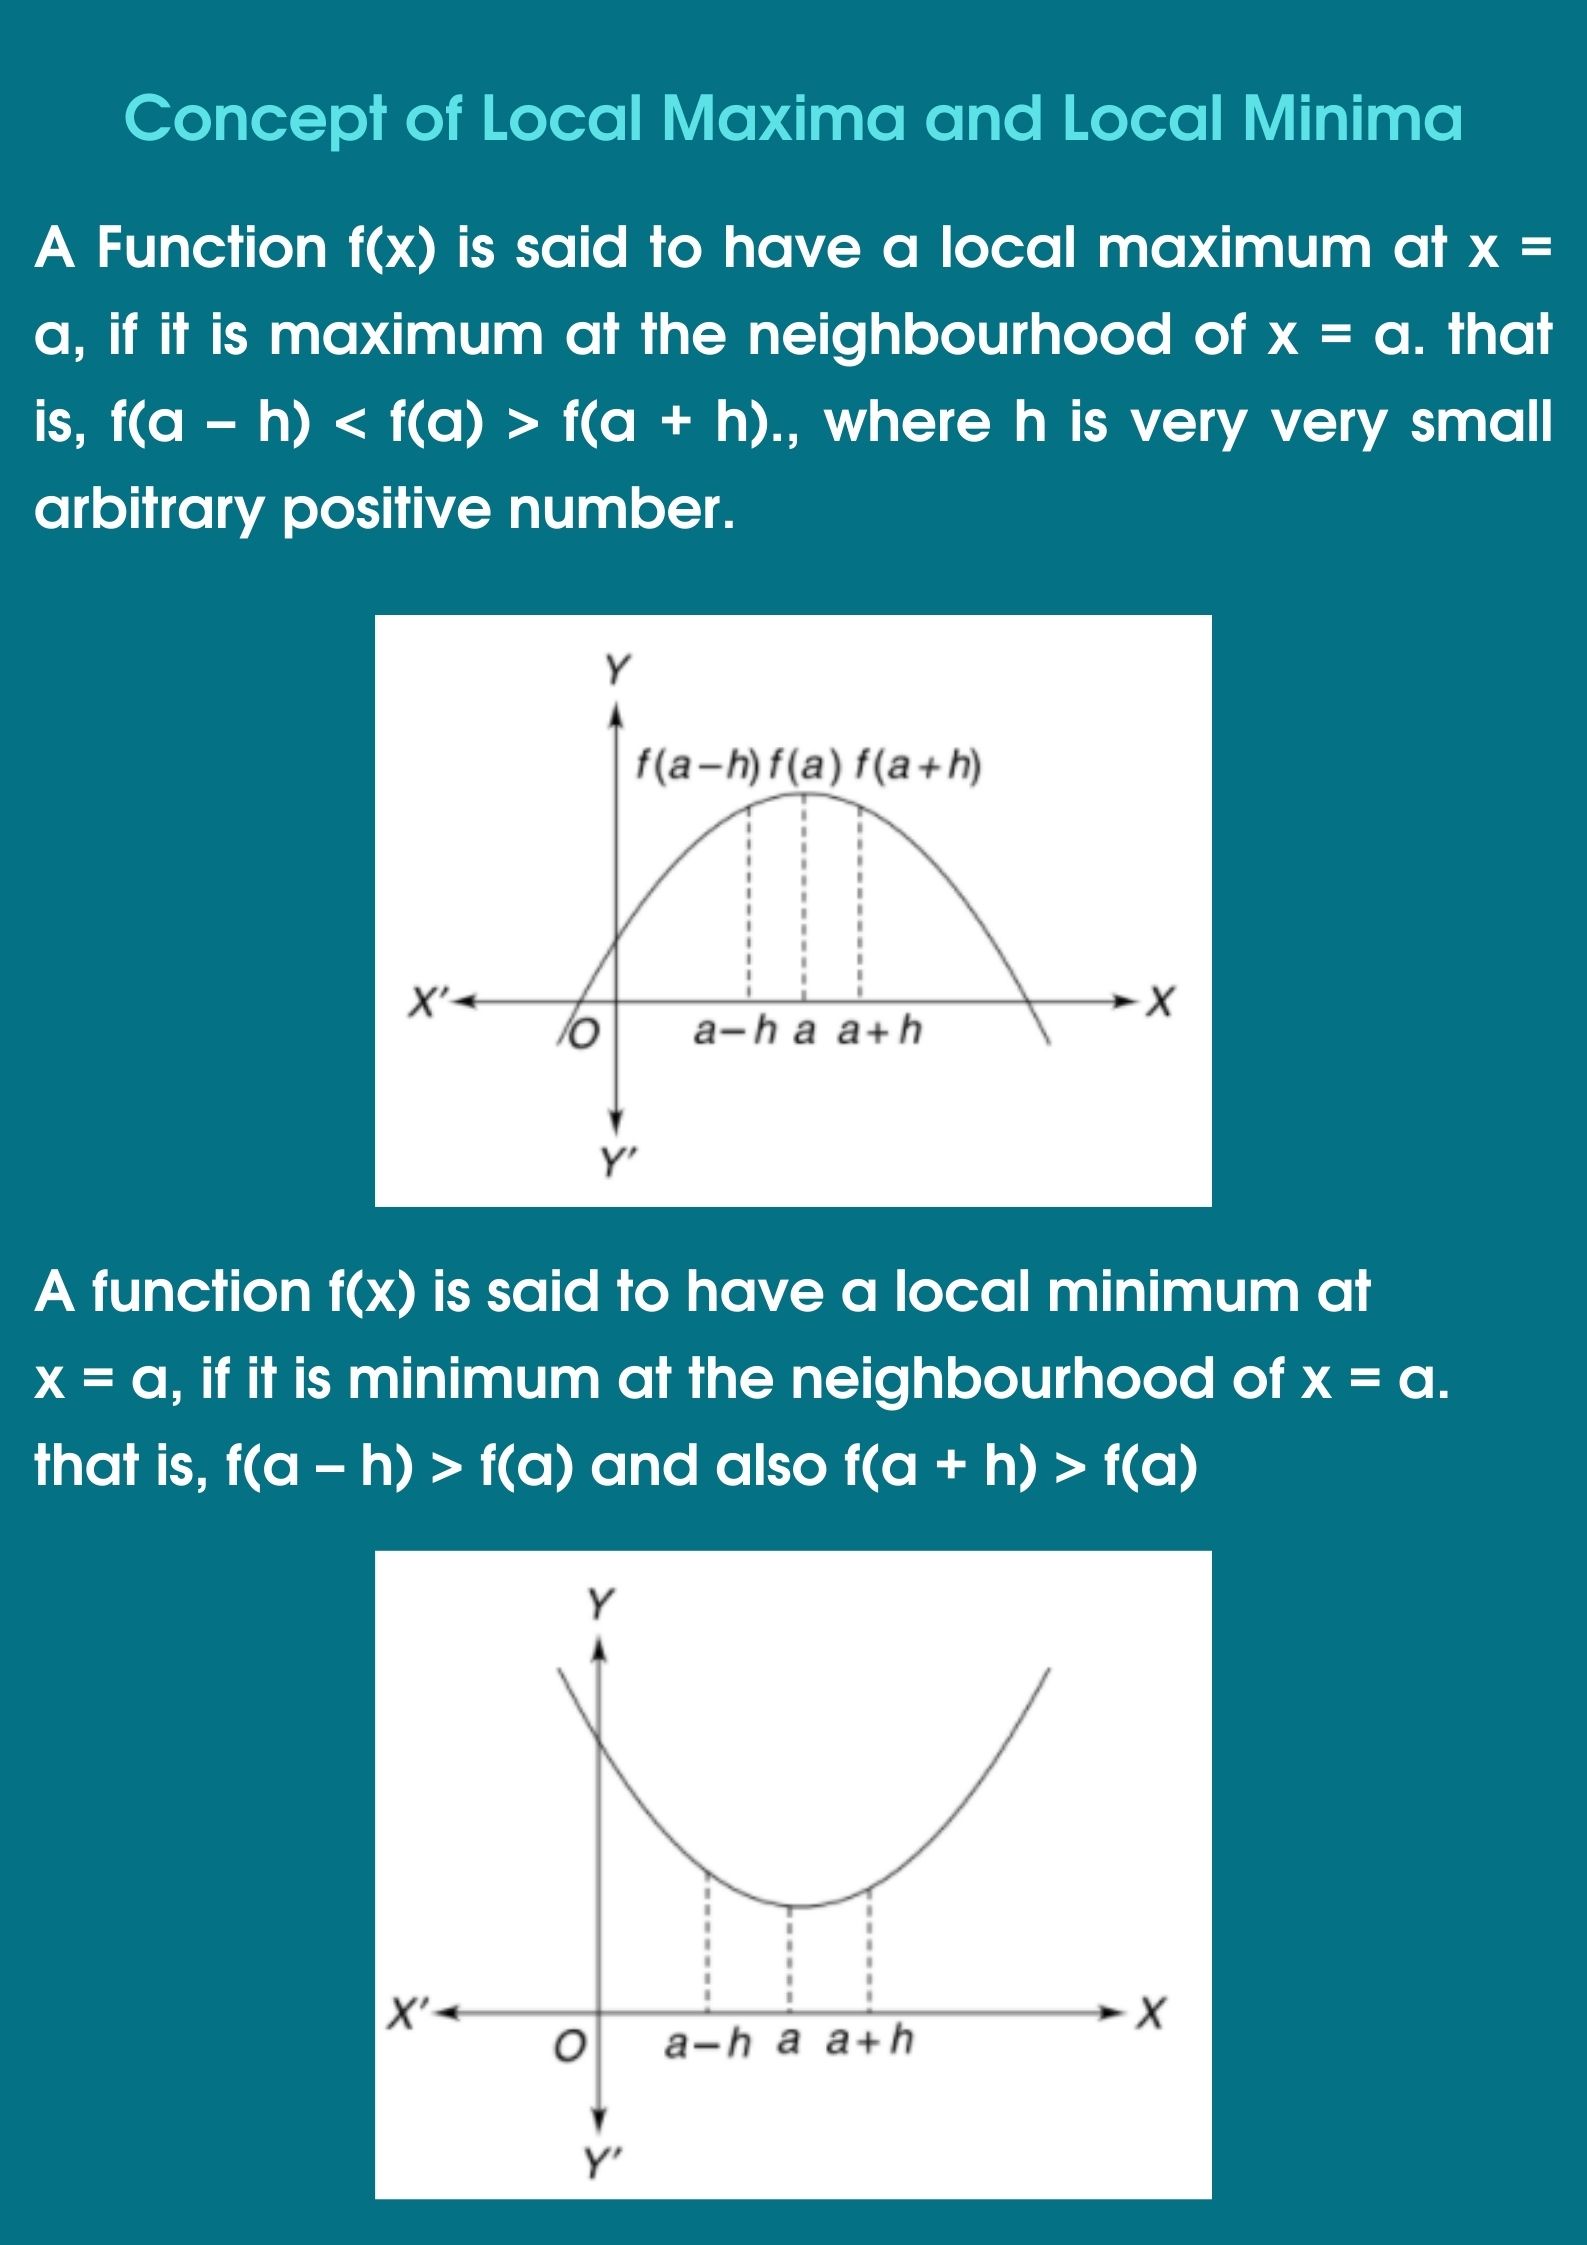 Concept of Local Maxima and Local Minima
A Function f(x) is said to have a local maximum at x =
a, if it is maximum at the neighbourhood of x = a. that
is, f(a – h) < f(a) > f(a + h)., where h is very very small
arbitrary positive number.
Y
f(a–h) f(a) f(a+h)
X′ X
O a–h a a+h
Y′
A function f(x) is said to have a local minimum at
x = a, if it is minimum at the neighbourhood of x = a.
that is, f(a – h) > f(a) and also f(a + h) > f(a)
Y
X′ X
O a–h a a+h
Y′